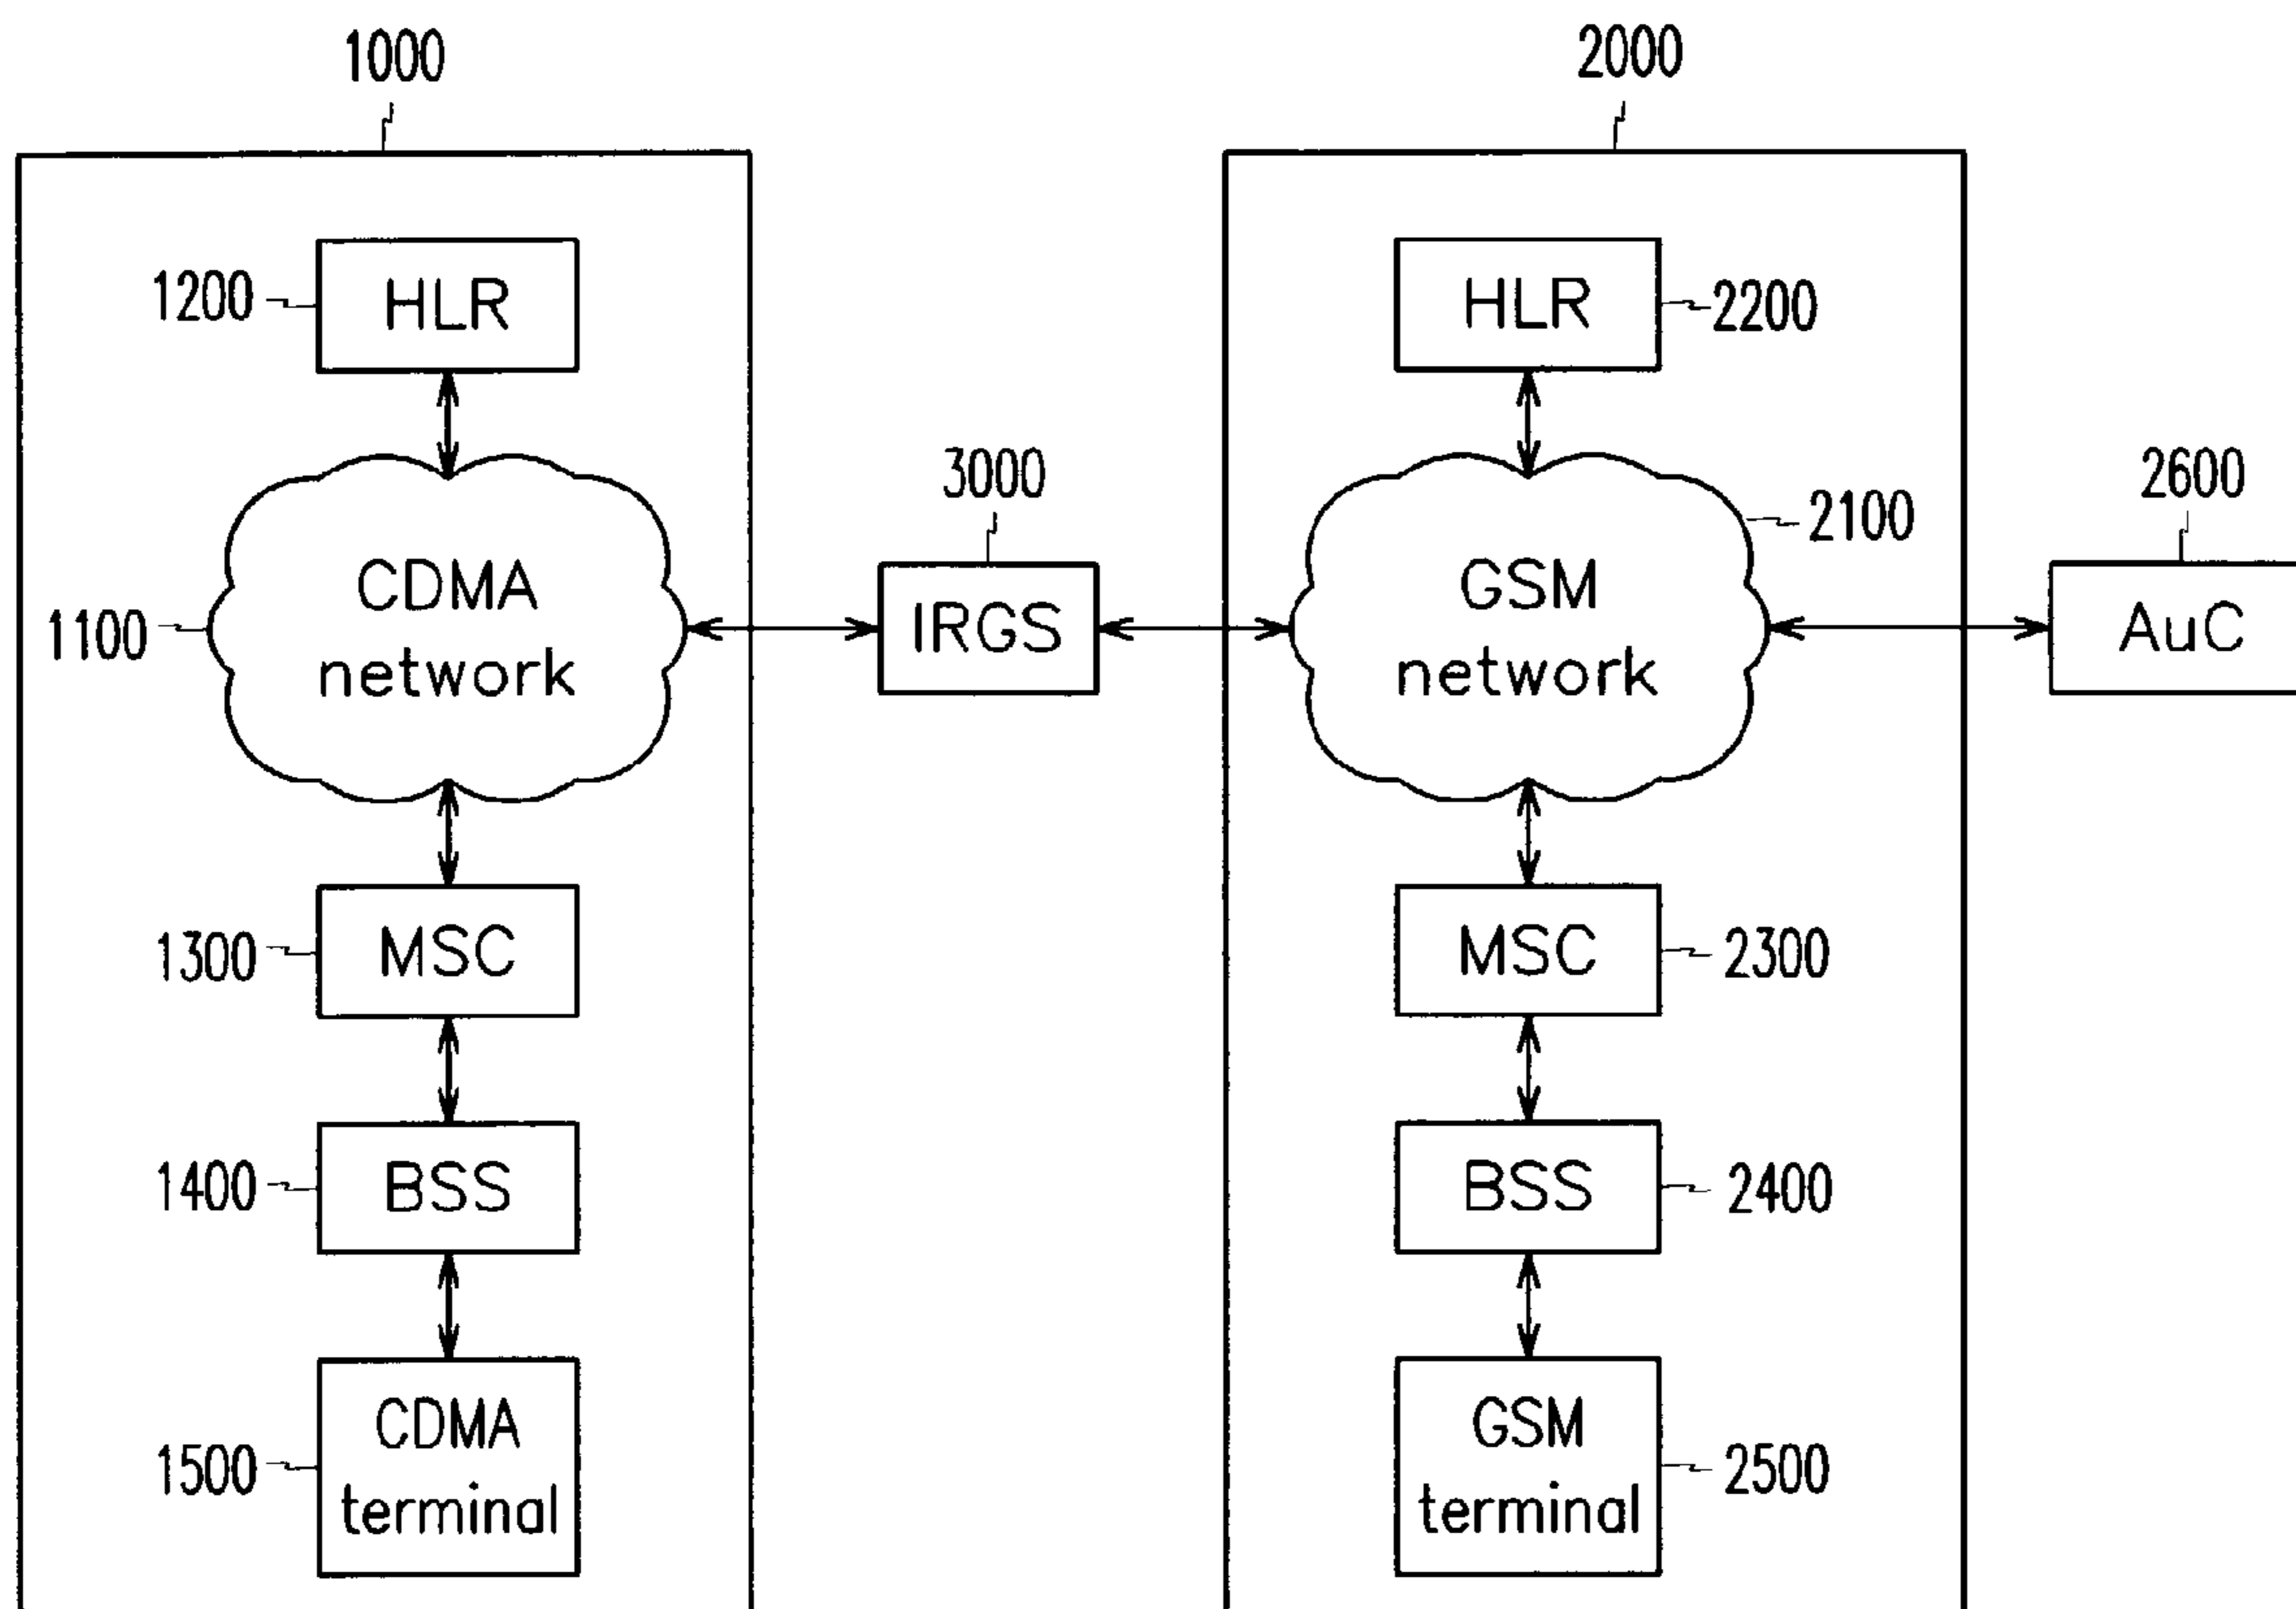 1000
2000
1200
HLR
HLR
2200
3000
2100
2600
1100
CDMA
network
IRGS
GSM
network
AuC
1300
MSC
MSC
2300
1400
BSS
BSS
2400
1500
CDMA
terminal
GSM
terminal
2500